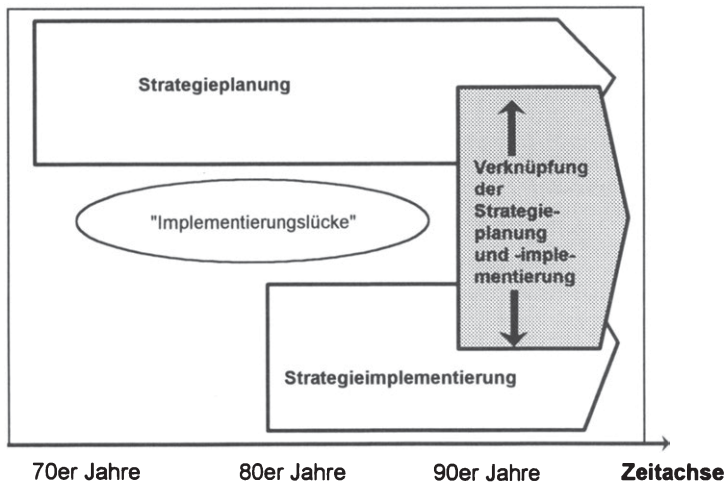 Strategieplanung
Verknüpfung
der
Strategie-
planung
und -imple-
mentierung
"Implementierungslücke"
Strategieimplementierung
70er Jahre 80er Jahre 90er Jahre Zeitachse